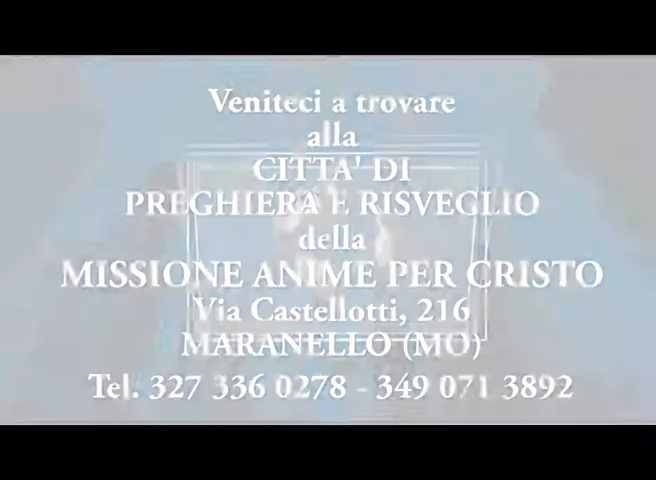 Veniteci a trovare
alla
CITTA' DI
PREGHIERA E RISVEGLIO
della
MISSIONE ANIME PER CRISTO
Via Castellotti, 216
MARANELLO (MO)
Tel. 327 336 0278 - 349 071 3892